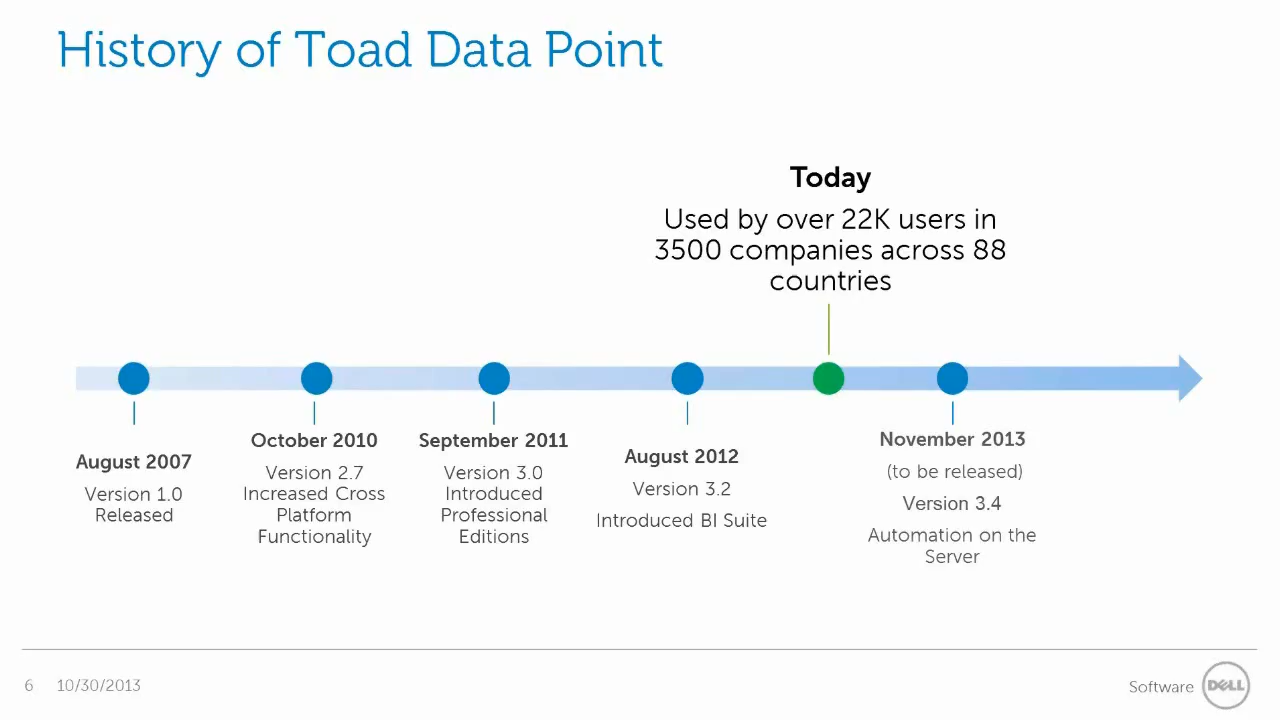 History of Toad Data Point
Today
Used by over 22K users in
3500 companies across 88
countries
August 2007
Version 1.0
Released
October 2010
Version 2.7
Increased Cross
Platform
Functionality
September 2011
Version 3.0
Introduced
Professional
Editions
August 2012
Version 3.2
Introduced BI Suite
November 2013
(to be released)
Version 3.4
Automation on the
Server
6 10/30/2013
Software DELL